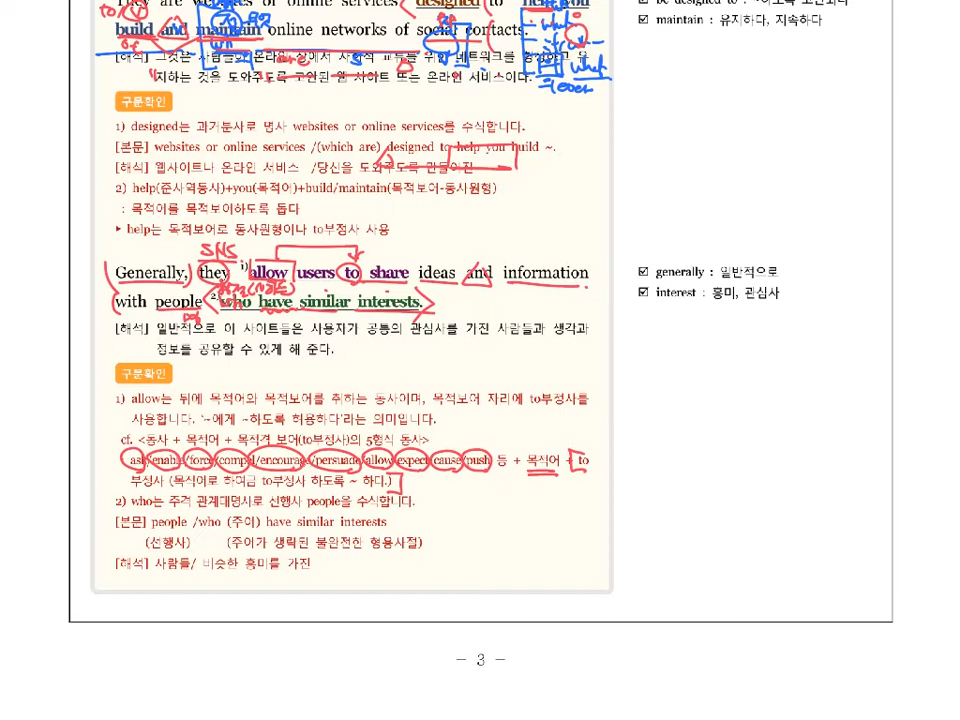 They are websites or online services designed to help you
build and maintain online networks of social contacts.
[해석] 그것은 사람들이 온라인 상에서 사회적 교류를 위한 네트워크를 형성하고 유
지하는 것을 도와주도록 고안된 웹 사이트 또는 온라인 서비스이다.
구문확인
1) designed는 과거분사로 명사 websites or online services를 수식합니다.
[본문] websites or online services /(which are) designed to help you build ~.
[해석] 웹사이트나 온라인 서비스 /당신을 도와주도록 만들어진
2) help(준사역동사)+you(목적어)+build/maintain(목적보어-동사원형)
: 목적어를 목적보어하도록 돕다
▸ help는 목적보어로 동사원형이나 to부정사 사용
SNS
Generally, they 1) allow users to share ideas and information
with people 2) who have similar interests.
[해석] 일반적으로 이 사이트들은 사용자가 공통의 관심사를 가진 사람들과 생각과
정보를 공유할 수 있게 해 준다.
구문확인
1) allow는 뒤에 목적어와 목적보어를 취하는 동사이며, 목적보어 자리에 to부정사를
사용합니다. '~에게 ~하도록 허용하다'라는 의미입니다.
cf. <동사 + 목적어 + 목적격 보어(to부정사)의 5형식 동사>
ask/enable/force/compel/encourage/persuade/allow/expect/cause/push 등 + 목적어 + to
부정사 (목적어로 하여금 to부정사 하도록 ~ 하다.)
2) who는 주격 관계대명사로 선행사 people을 수식합니다.
[본문] people /who (주어) have similar interests
(선행사) (주어가 생략된 불완전한 형용사절)
[해석] 사람들/ 비슷한 흥미를 가진
☑ maintain : 유지하다, 지속하다
☑ generally : 일반적으로
☑ interest : 흥미, 관심사
- 3 -